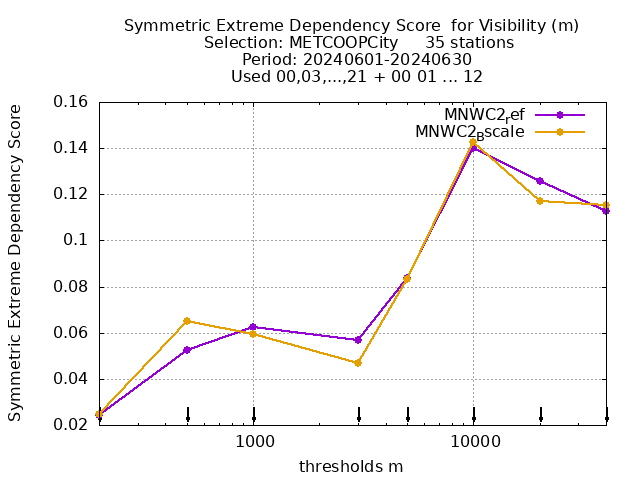 Symmetric Extreme Dependency Score  for Visibility (m)
Selection: METCOOPCity     35 stations
Period: 20240601-20240630
Used 00,03,...,21 + 00 01 ... 12
Symmetric Extreme Dependency Score
0.16
0.14
0.12
0.1
0.08
0.06
0.04
0.02
MNWC2ref
MNWC2Bscale
1000
10000
thresholds m